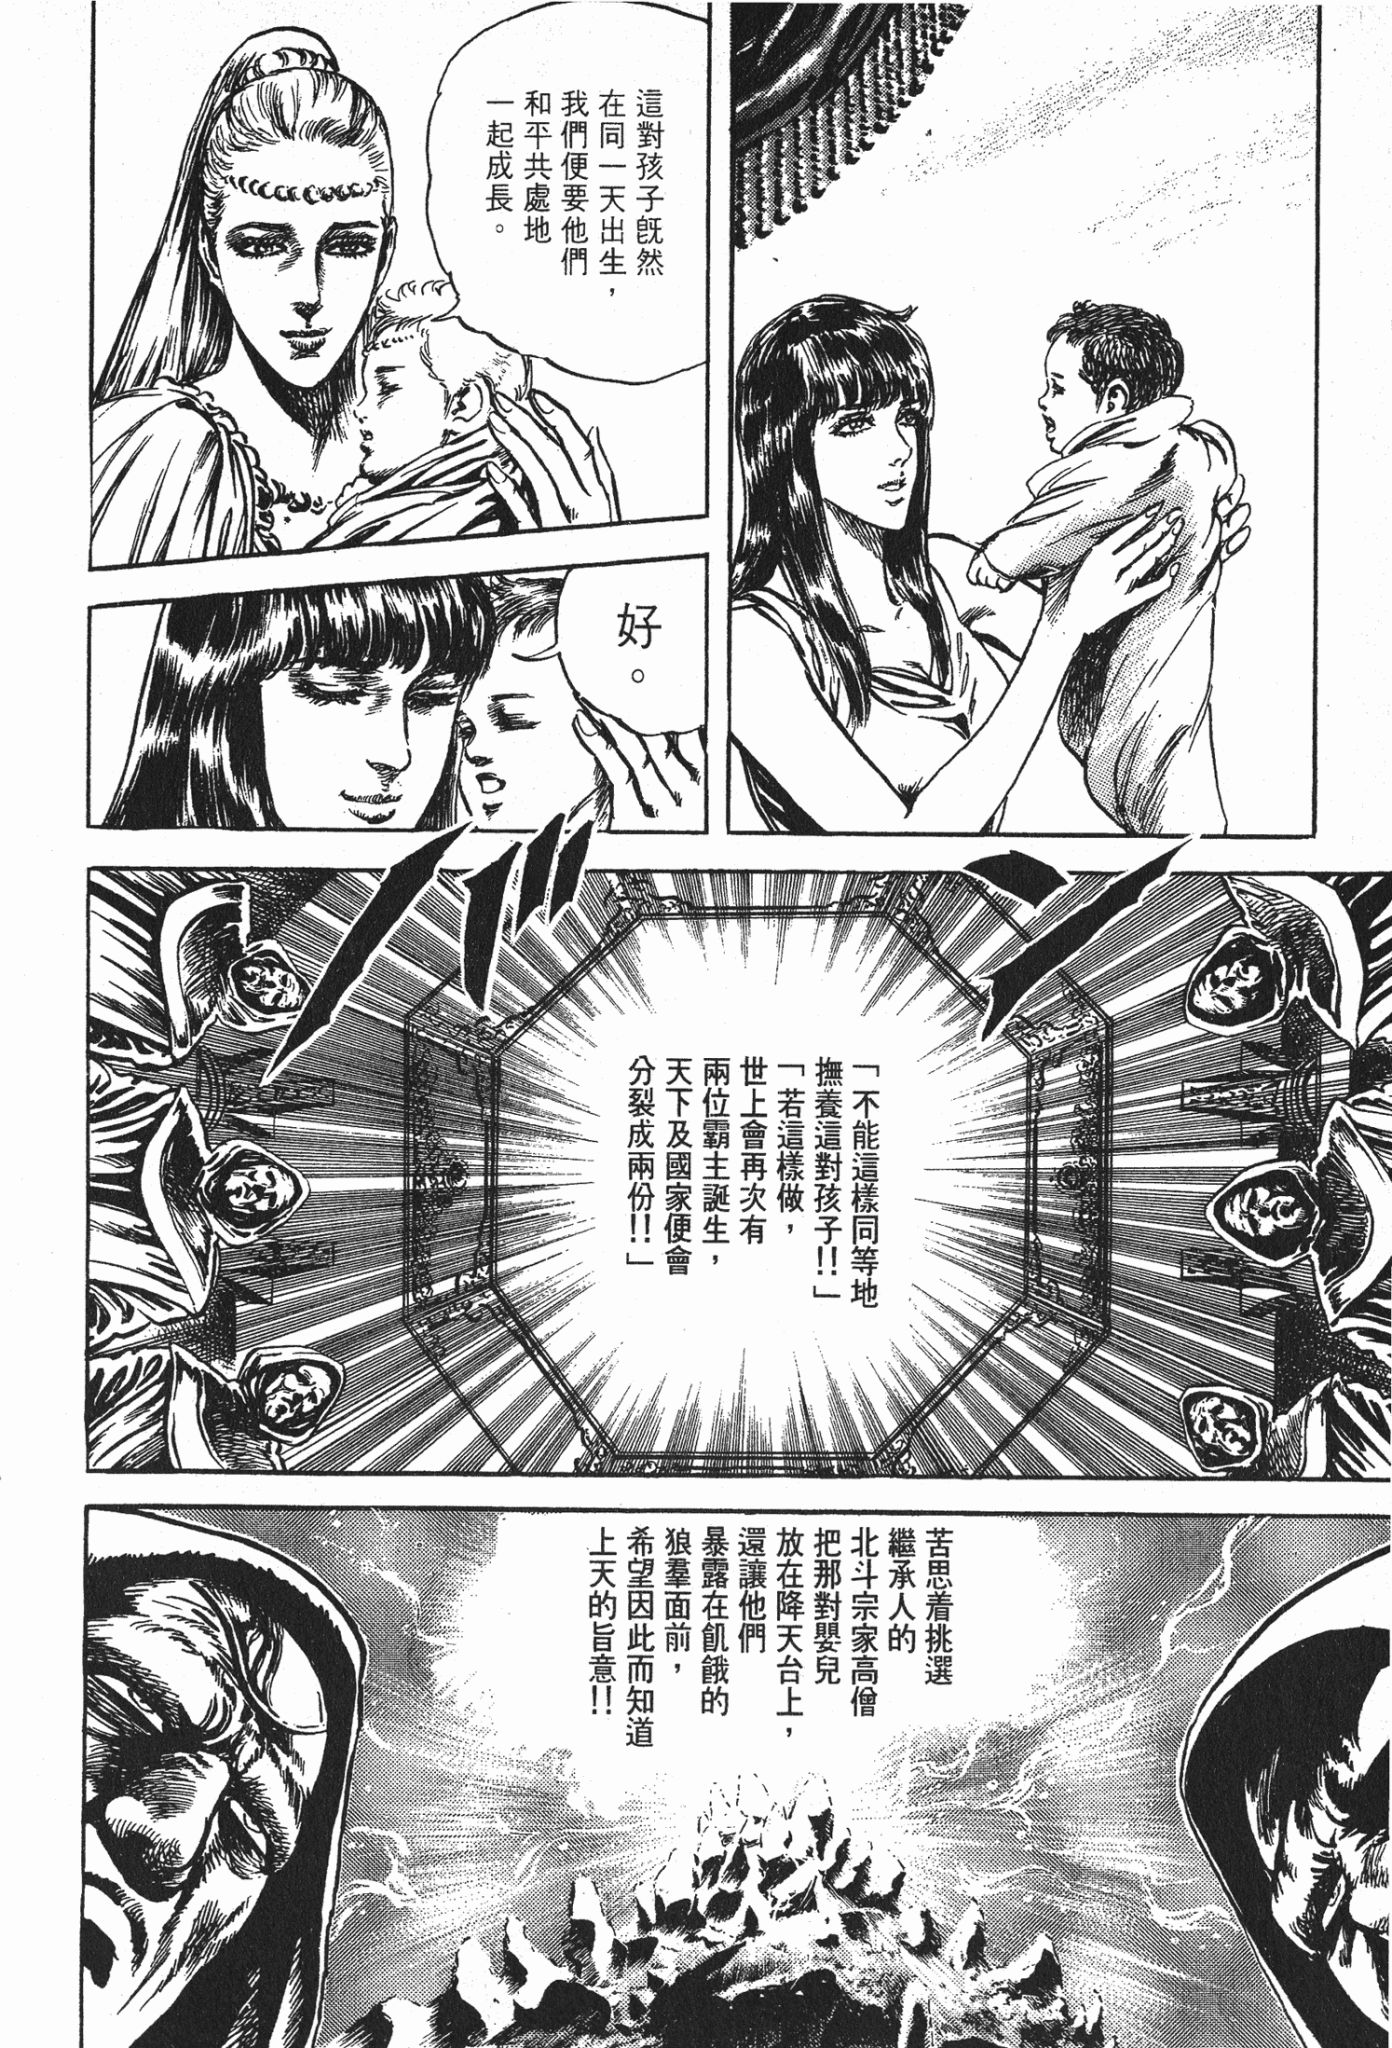 這對孩子既然
在同一天出生，
我們便要他們
和平共處地
一起成長。
好。
「不能這樣同等地
撫養這對孩子!!」
「若這樣做，
世上會再次有
兩位霸主誕生，
天下及國家便會
分裂成兩份!!」
苦思着挑選
繼承人的
北斗宗家高僧
把那對嬰兒
放在降天台上，
還讓他們
暴露在飢餓的
狼羣面前，
希望因此而知道
上天的旨意!!